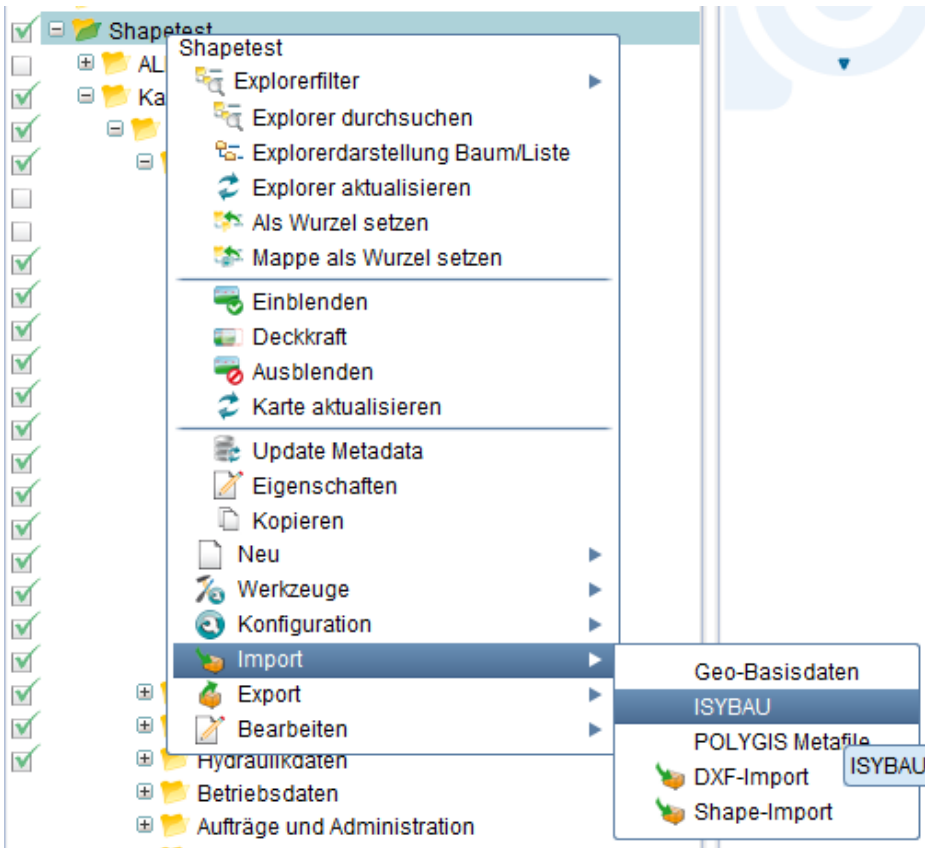 Shapetest
Shapetest
AL
Explorerfilter
Ka
Explorer durchsuchen
Explorerdarstellung Baum/Liste
Explorer aktualisieren
Als Wurzel setzen
Mappe als Wurzel setzen
Einblenden
Deckkraft
Ausblenden
Karte aktualisieren
Update Metadata
Eigenschaften
Kopieren
Neu
Werkzeuge
Konfiguration
Import
Export
Bearbeiten
Geo-Basisdaten
ISYBAU
POLYGIS Metafile
ISYBAU
DXF-Import
Shape-Import
Hydraulikdaten
Betriebsdaten
Aufträge und Administration